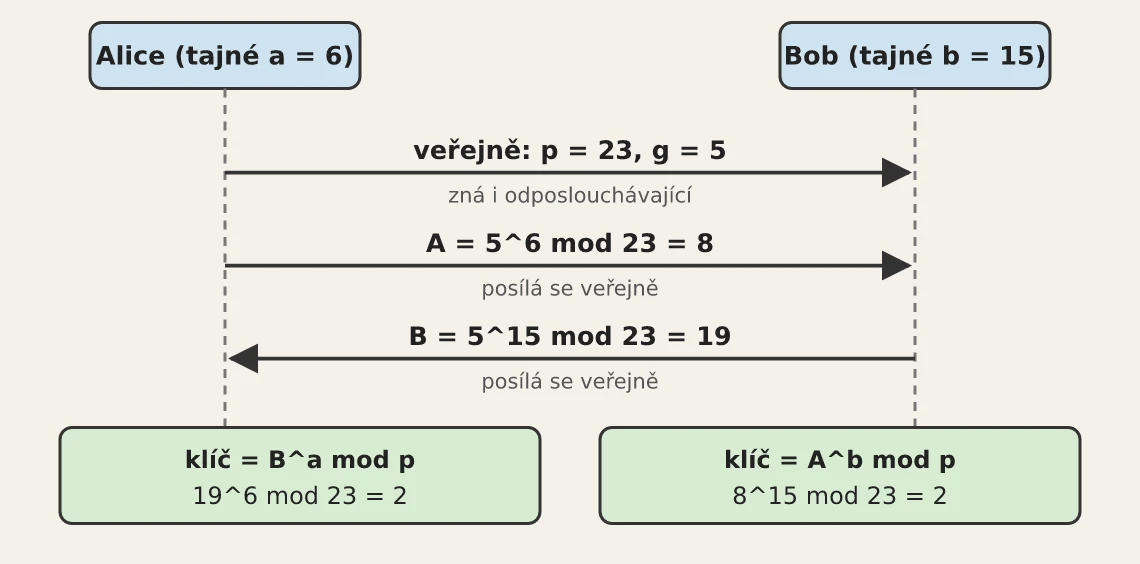 Alice (tajné a = 6)
Bob (tajné b = 15)
veřejně: p = 23, g = 5
zná i odposlouchávající
A = 5^6 mod 23 = 8
posílá se veřejně
B = 5^15 mod 23 = 19
posílá se veřejně
klíč = B^a mod p
19^6 mod 23 = 2
klíč = A^b mod p
8^15 mod 23 = 2